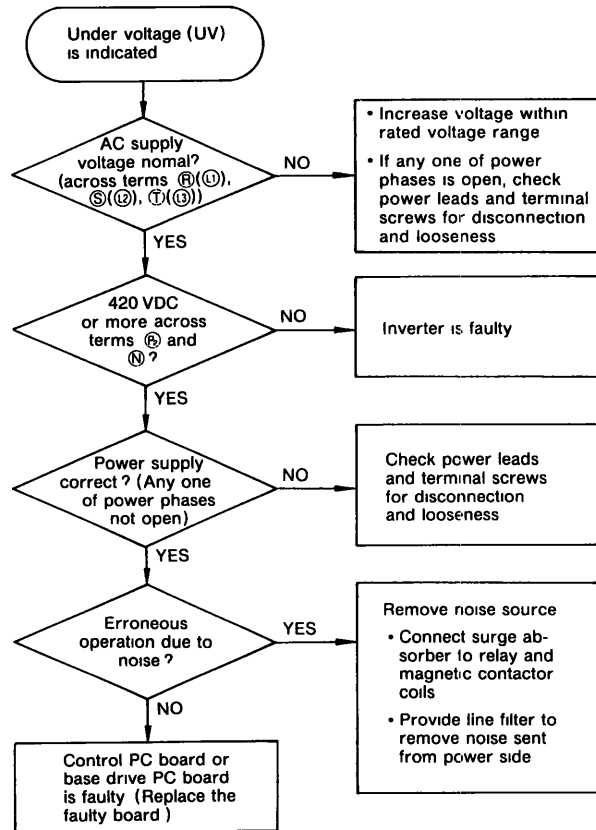 Under voltage (UV)
is indicated
AC supply
voltage nomal?
(across terms Ⓡ(L1),
Ⓢ(L2), Ⓣ(L3))
NO
• Increase voltage within
rated voltage range
• If any one of power
phases is open, check
power leads and terminal
screws for disconnection
and looseness
YES
420 VDC
or more across
terms P2 and
Ⓝ ?
NO
Inverter is faulty
YES
Power supply
correct ? (Any one
of power phases
not open)
NO
Check power leads
and terminal screws
for disconnection
and looseness
YES
Erroneous
operation due to
noise ?
YES
Remove noise source
• Connect surge ab-
sorber to relay and
magnetic contactor
coils
• Provide line filter to
remove noise sent
from power side
NO
Control PC board or
base drive PC board
is faulty (Replace the
faulty board)